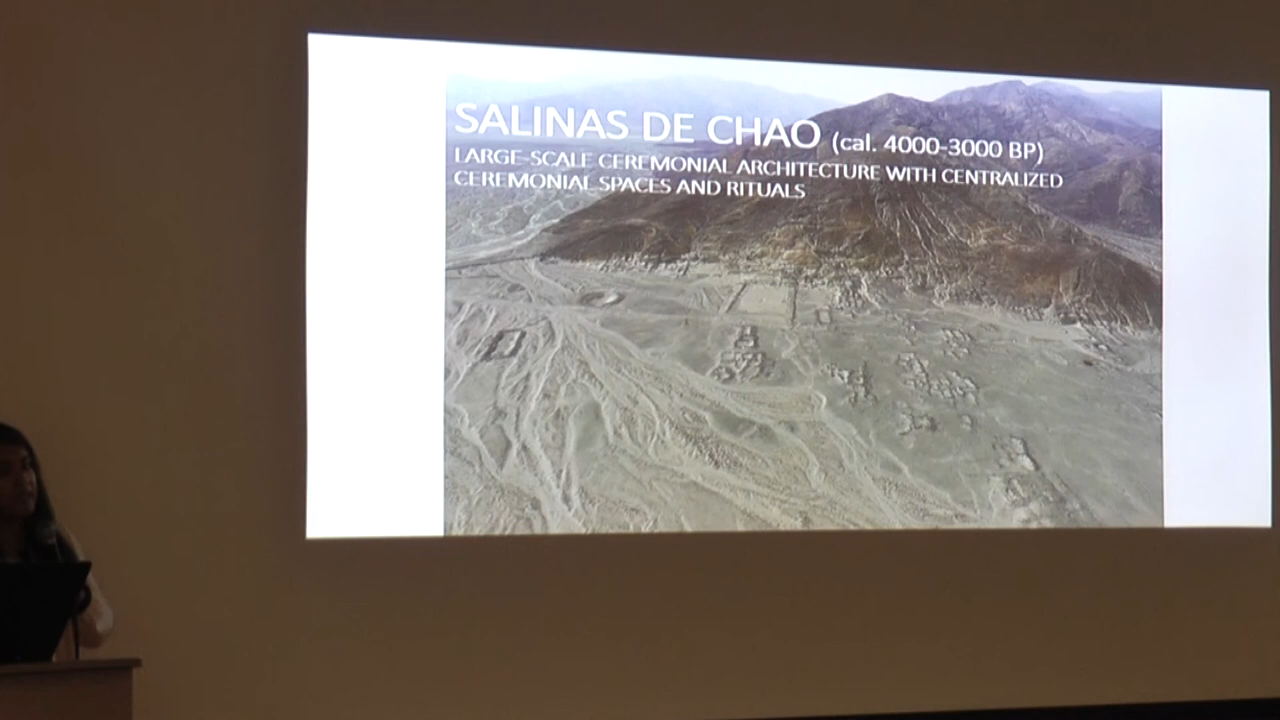 SALINAS DE CHAO (cal. 4000-3000 BP)
LARGE-SCALE CEREMONIAL ARCHITECTURE WITH CENTRALIZED
CEREMONIAL SPACES AND RITUALS